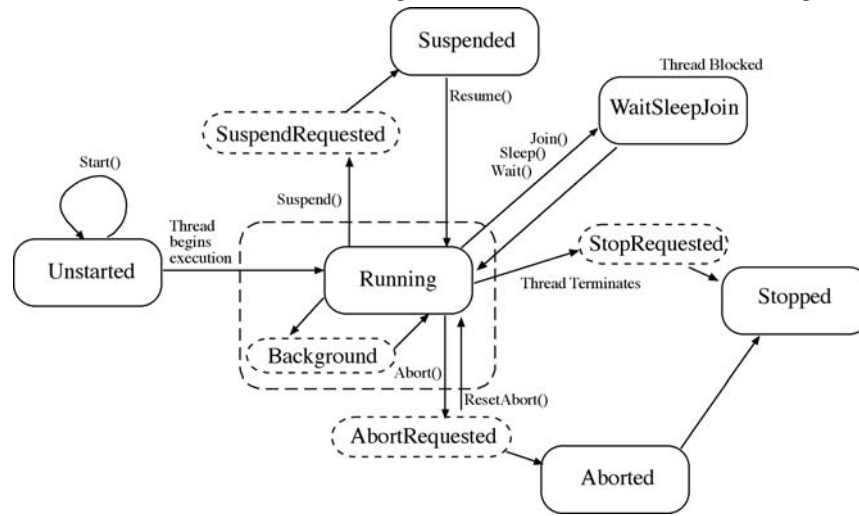 Suspended
Thread Blocked
Resume()
WaitSleepJoin
SuspendRequested
Join()
Sleep()
Wait()
Start()
Suspend()
Thread
begins
execution
StopRequested
Unstarted
Running
Thread Terminates
Stopped
Background
Abort()
ResetAbort()
AbortRequested
Aborted